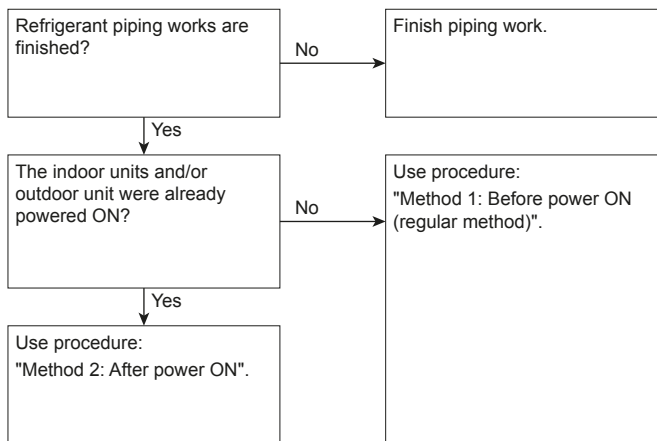 Refrigerant piping works are
finished?
No
Finish piping work.
Yes
The indoor units and/or
outdoor unit were already
powered ON?
No
Use procedure:
"Method 1: Before power ON
(regular method)".
Yes
Use procedure:
"Method 2: After power ON".